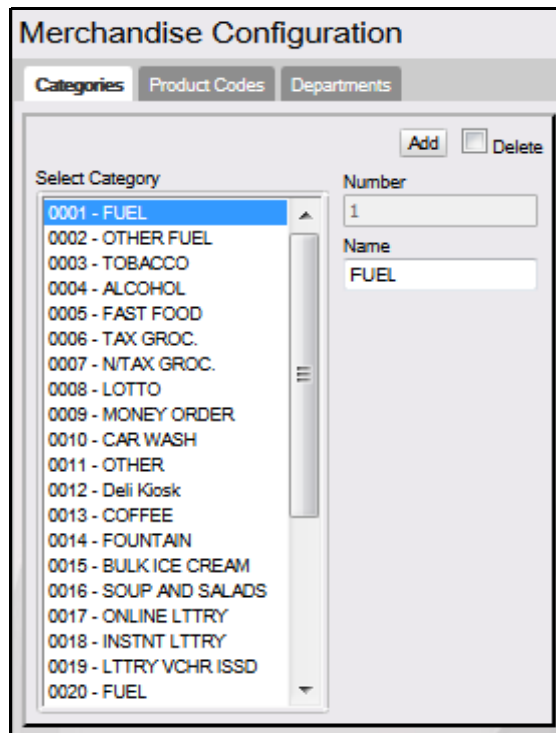 Merchandise Configuration
Categories Product Codes Departments
Add Delete
Select Category
0001 - FUEL
0002 - OTHER FUEL
0003 - TOBACCO
0004 - ALCOHOL
0005 - FAST FOOD
0006 - TAX GROC.
0007 - N/TAX GROC.
0008 - LOTTO
0009 - MONEY ORDER
0010 - CAR WASH
0011 - OTHER
0012 - Deli Kiosk
0013 - COFFEE
0014 - FOUNTAIN
0015 - BULK ICE CREAM
0016 - SOUP AND SALADS
0017 - ONLINE LTTRY
0018 - INSTNT LTTRY
0019 - LTTRY VCHR ISSD
0020 - FUEL
Number
1
Name
FUEL